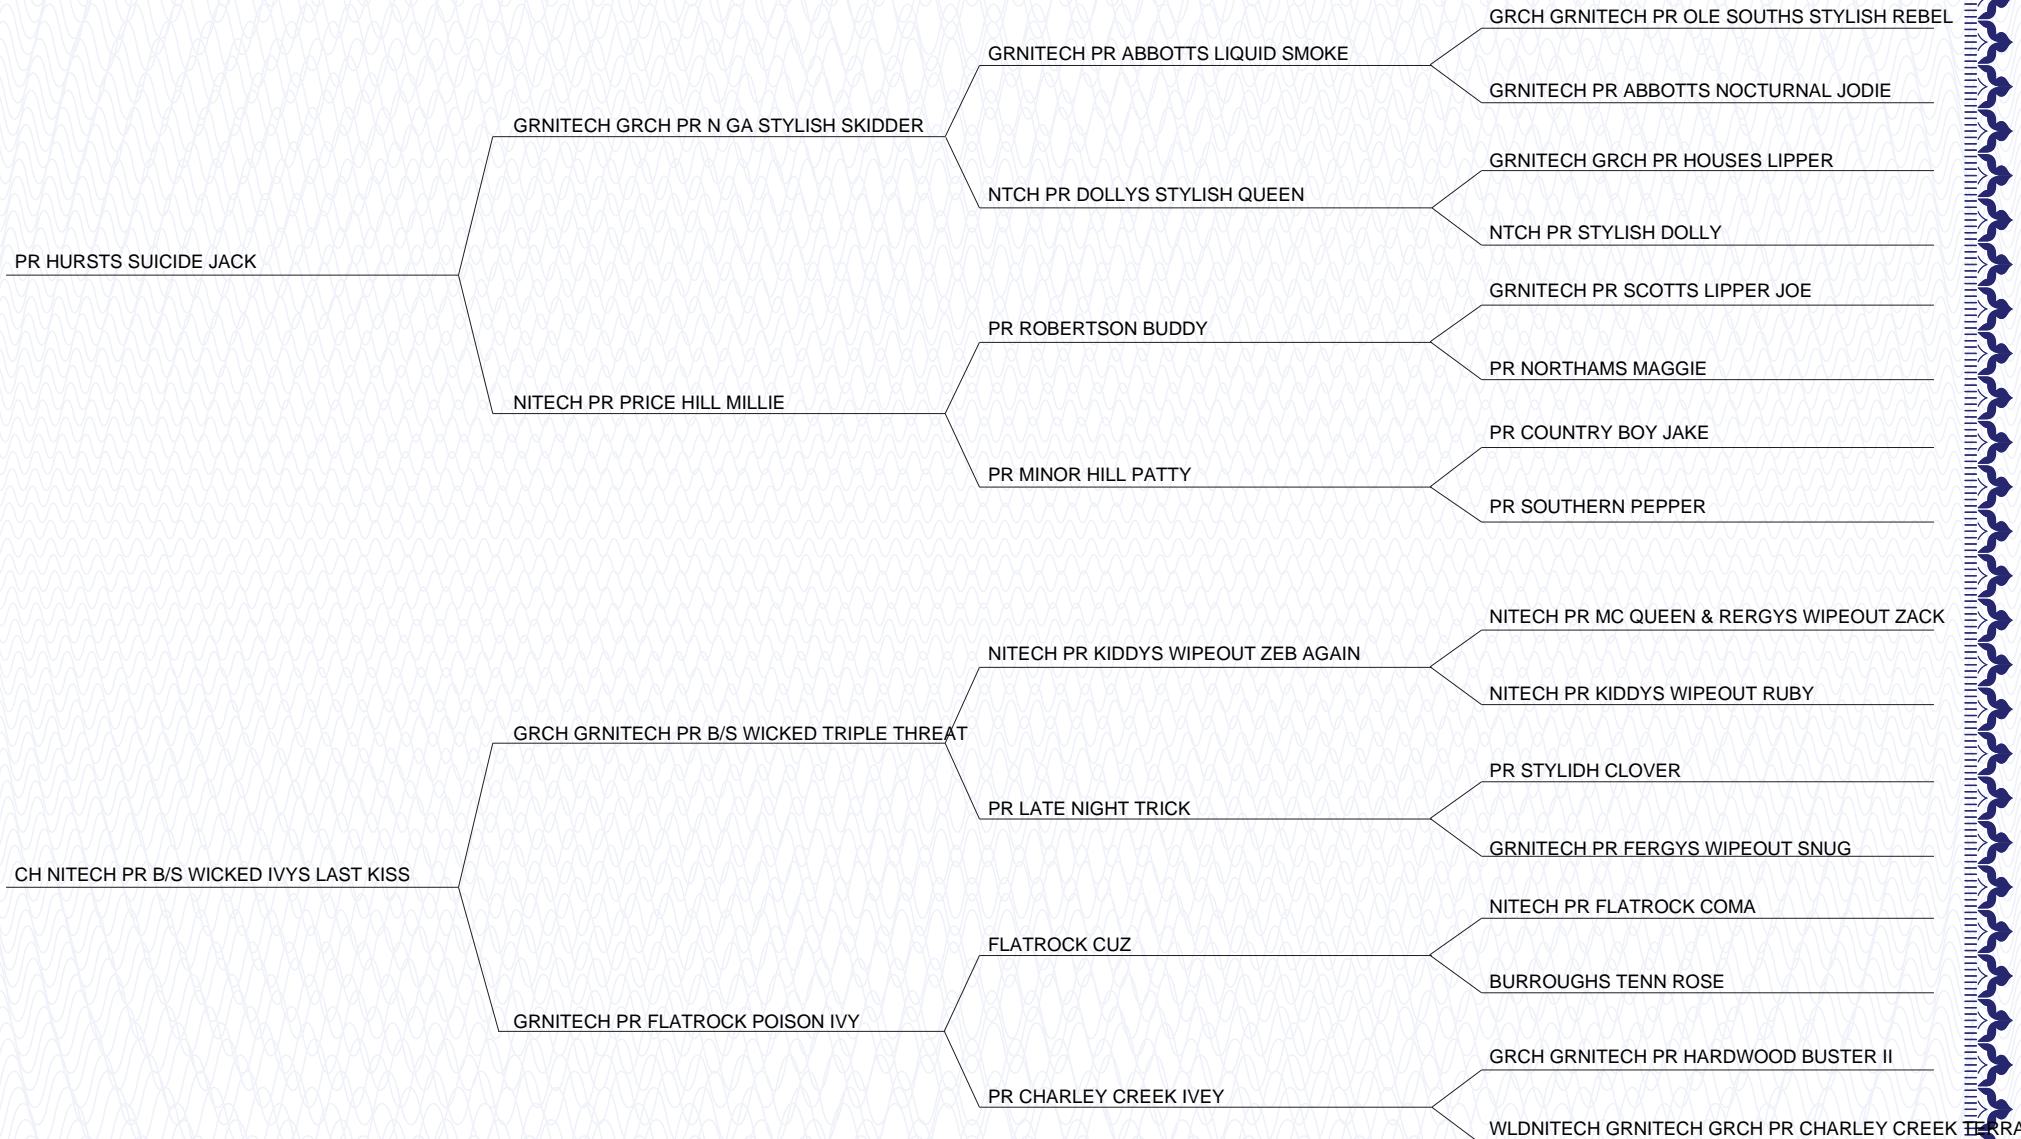 GRCH GRNITECH PR OLE SOUTHS STYLISH REBEL
GRNITECH PR ABBOTTS LIQUID SMOKE
GRNITECH PR ABBOTTS NOCTURNAL JODIE
GRNITECH GRCH PR N GA STYLISH SKIDDER
GRNITECH GRCH PR HOUSES LIPPER
NTCH PR DOLLYS STYLISH QUEEN
NTCH PR STYLISH DOLLY
PR HURSTS SUICIDE JACK
GRNITECH PR SCOTTS LIPPER JOE
PR ROBERTSON BUDDY
PR NORTHAMS MAGGIE
NITECH PR PRICE HILL MILLIE
PR COUNTRY BOY JAKE
PR MINOR HILL PATTY
PR SOUTHERN PEPPER
NITECH PR MC QUEEN & RERGYS WIPEOUT ZACK
NITECH PR KIDDYS WIPEOUT ZEB AGAIN
NITECH PR KIDDYS WIPEOUT RUBY
GRCH GRNITECH PR B/S WICKED TRIPLE THREAT
PR STYLIDH CLOVER
PR LATE NIGHT TRICK
GRNITECH PR FERGYS WIPEOUT SNUG
CH NITECH PR B/S WICKED IVYS LAST KISS
NITECH PR FLATROCK COMA
FLATROCK CUZ
BURROUGHS TENN ROSE
GRNITECH PR FLATROCK POISON IVY
GRCH GRNITECH PR HARDWOOD BUSTER II
PR CHARLEY CREEK IVEY
WLDNITECH GRNITECH GRCH PR CHARLEY CREEK